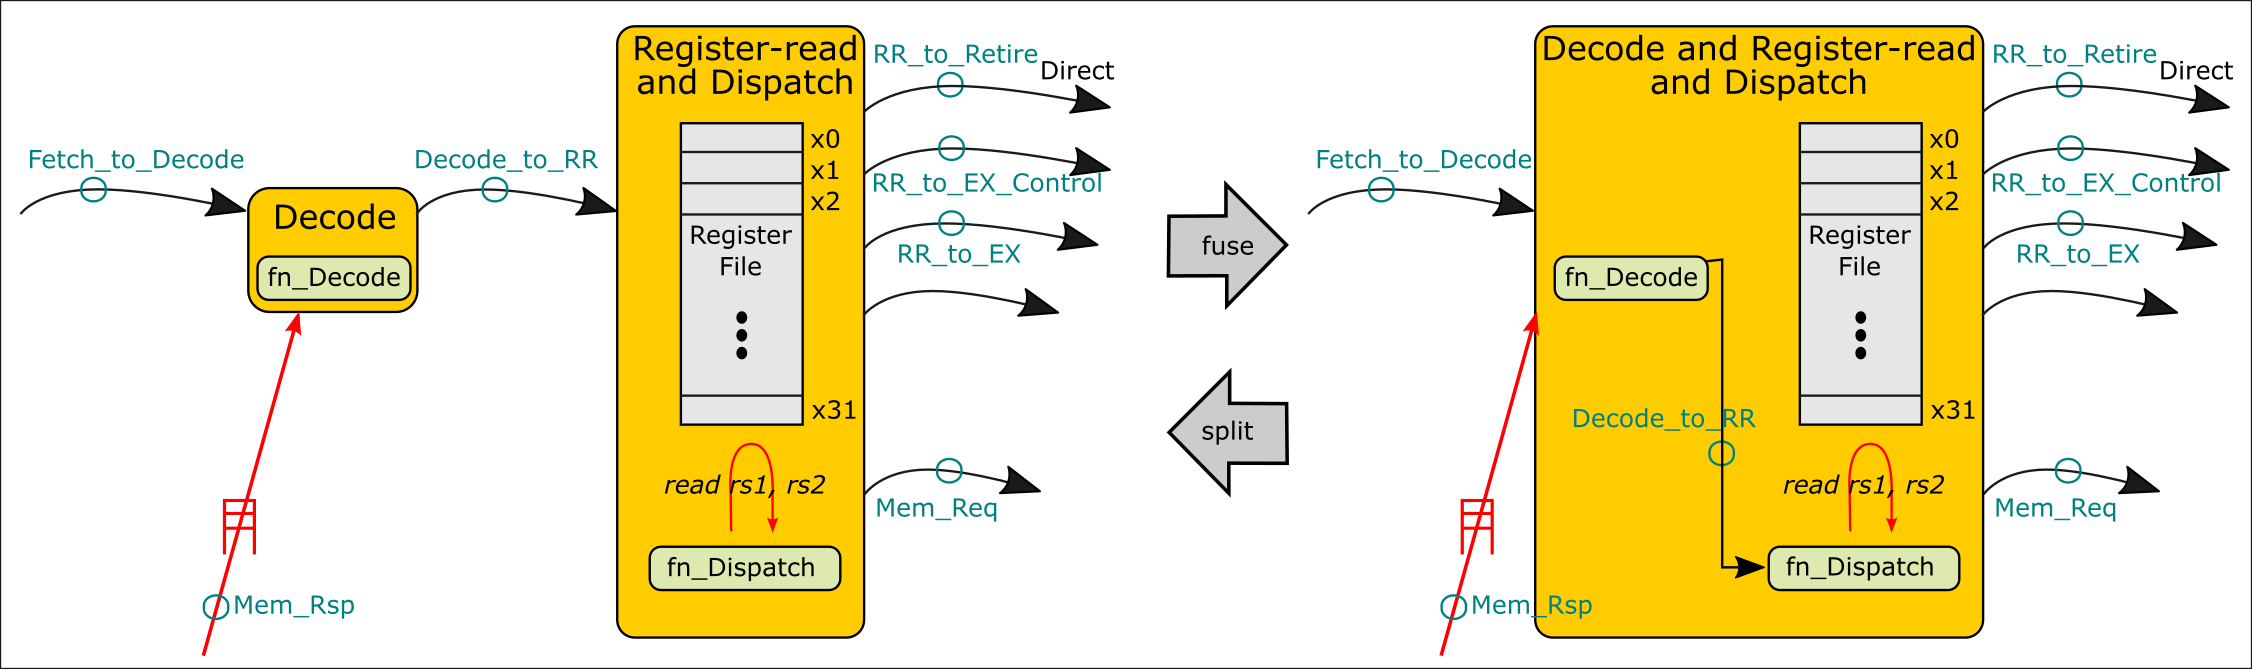 Register-read
and Dispatch
RR_to_Retire
Direct
Fetch_to_Decode
Decode_to_RR
x0
x1
x2
RR_to_EX_Control
Decode
Register
File
RR_to_EX
fn_Decode
x31
read rs1, rs2
Mem_Req
fn_Dispatch
Mem_Rsp
fuse
split
Decode and Register-read
and Dispatch
RR_to_Retire
Direct
Fetch_to_Decode
x0
x1
x2
RR_to_EX_Control
Register
File
RR_to_EX
fn_Decode
Decode_to_RR
x31
read rs1, rs2
Mem_Req
fn_Dispatch
Mem_Rsp